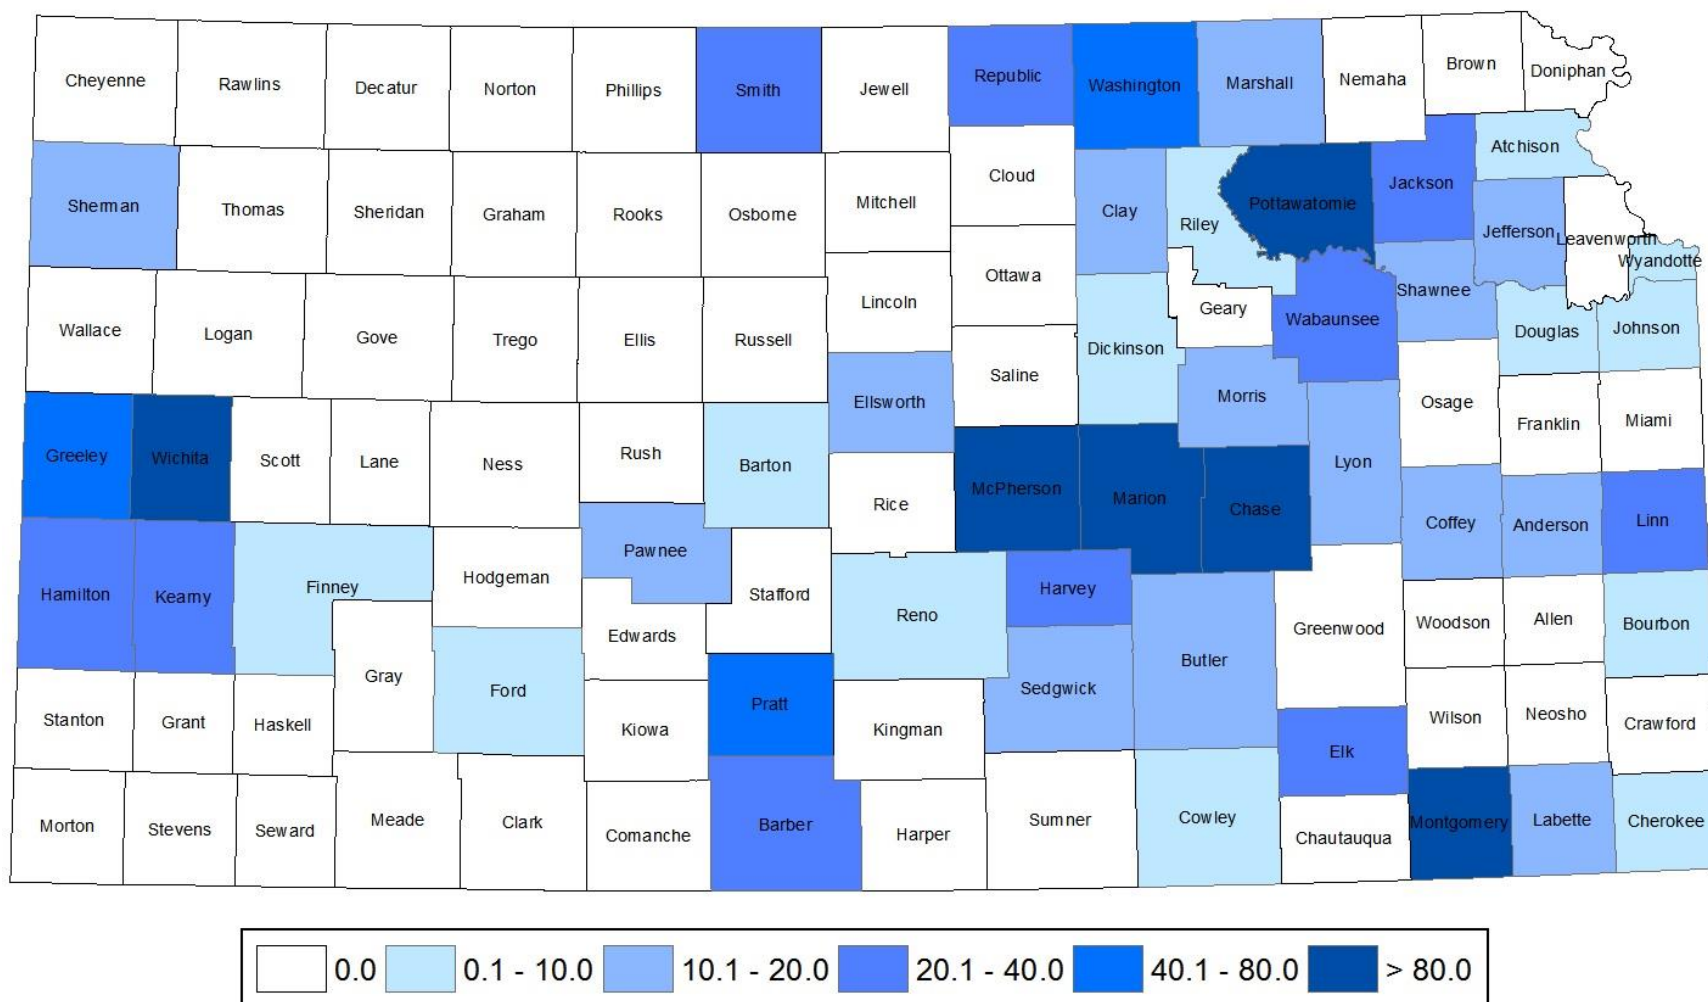 Cheyenne Rawlins Decatur Norton Phillips Smith Jewell Republic Washington Marshall Nemaha Brown Doniphan
Atchison
Sherman Thomas Sheridan Graham Rooks Osborne Mitchell Cloud Clay Riley Pottawatomie Jackson
Jefferson Leavenworth
Wyandotte
Wallace Logan Gove Trego Ellis Russell Lincoln Ottawa Geary Wabaunsee Shawnee Douglas Johnson
Dickinson
Saline
Greeley Wichita Scott Lane Ness Rush Barton Ellsworth Morris Osage Franklin Miami
Rice McPherson Marion Chase Lyon
Coffey Anderson Linn
Hamilton Kearny Finney Hodgeman Pawnee Stafford Reno Harvey
Edwards Greenwood Woodson Allen Bourbon
Gray Ford Sedgwick Butler
Stanton Grant Haskell Kiowa Pratt Kingman Elk Wilson Neosho Crawford
Morton Stevens Seward Meade Clark Comanche Barber Harper Sumner Cowley Chautauqua Montgomery Labette Cherokee
0.0 0.1 - 10.0 10.1 - 20.0 20.1 - 40.0 40.1 - 80.0 > 80.0